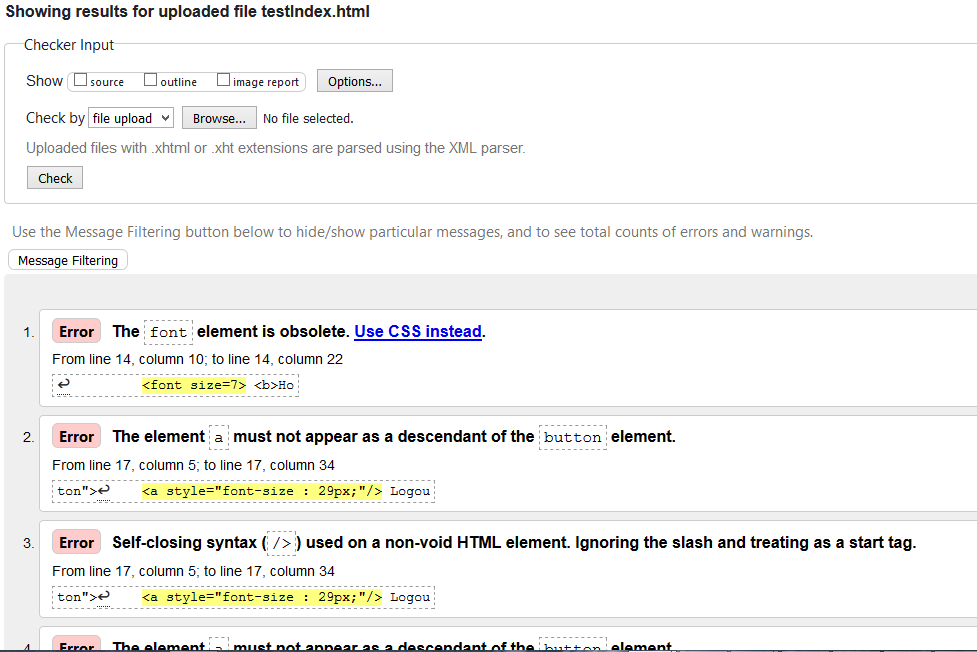 Showing results for uploaded file testIndex.html
Checker Input
Show source outline image report Options...
Check by file upload Browse... No file selected.
Uploaded files with .xhtml or .xht extensions are parsed using the XML parser.
Check
Use the Message Filtering button below to hide/show particular messages, and to see total counts of errors and warnings.
Message Filtering
1. Error The font element is obsolete. Use CSS instead.
From line 14, column 10; to line 14, column 22
↩ <font size=7> <b>Ho
2. Error The element a must not appear as a descendant of the button element.
From line 17, column 5; to line 17, column 34
ton">↩ <a style="font-size : 29px;"/> Logou
3. Error Self-closing syntax (/>) used on a non-void HTML element. Ignoring the slash and treating as a start tag.
From line 17, column 5; to line 17, column 34
ton">↩ <a style="font-size : 29px;"/> Logou
4. Error The element a must not appear as a descendant of the button element.